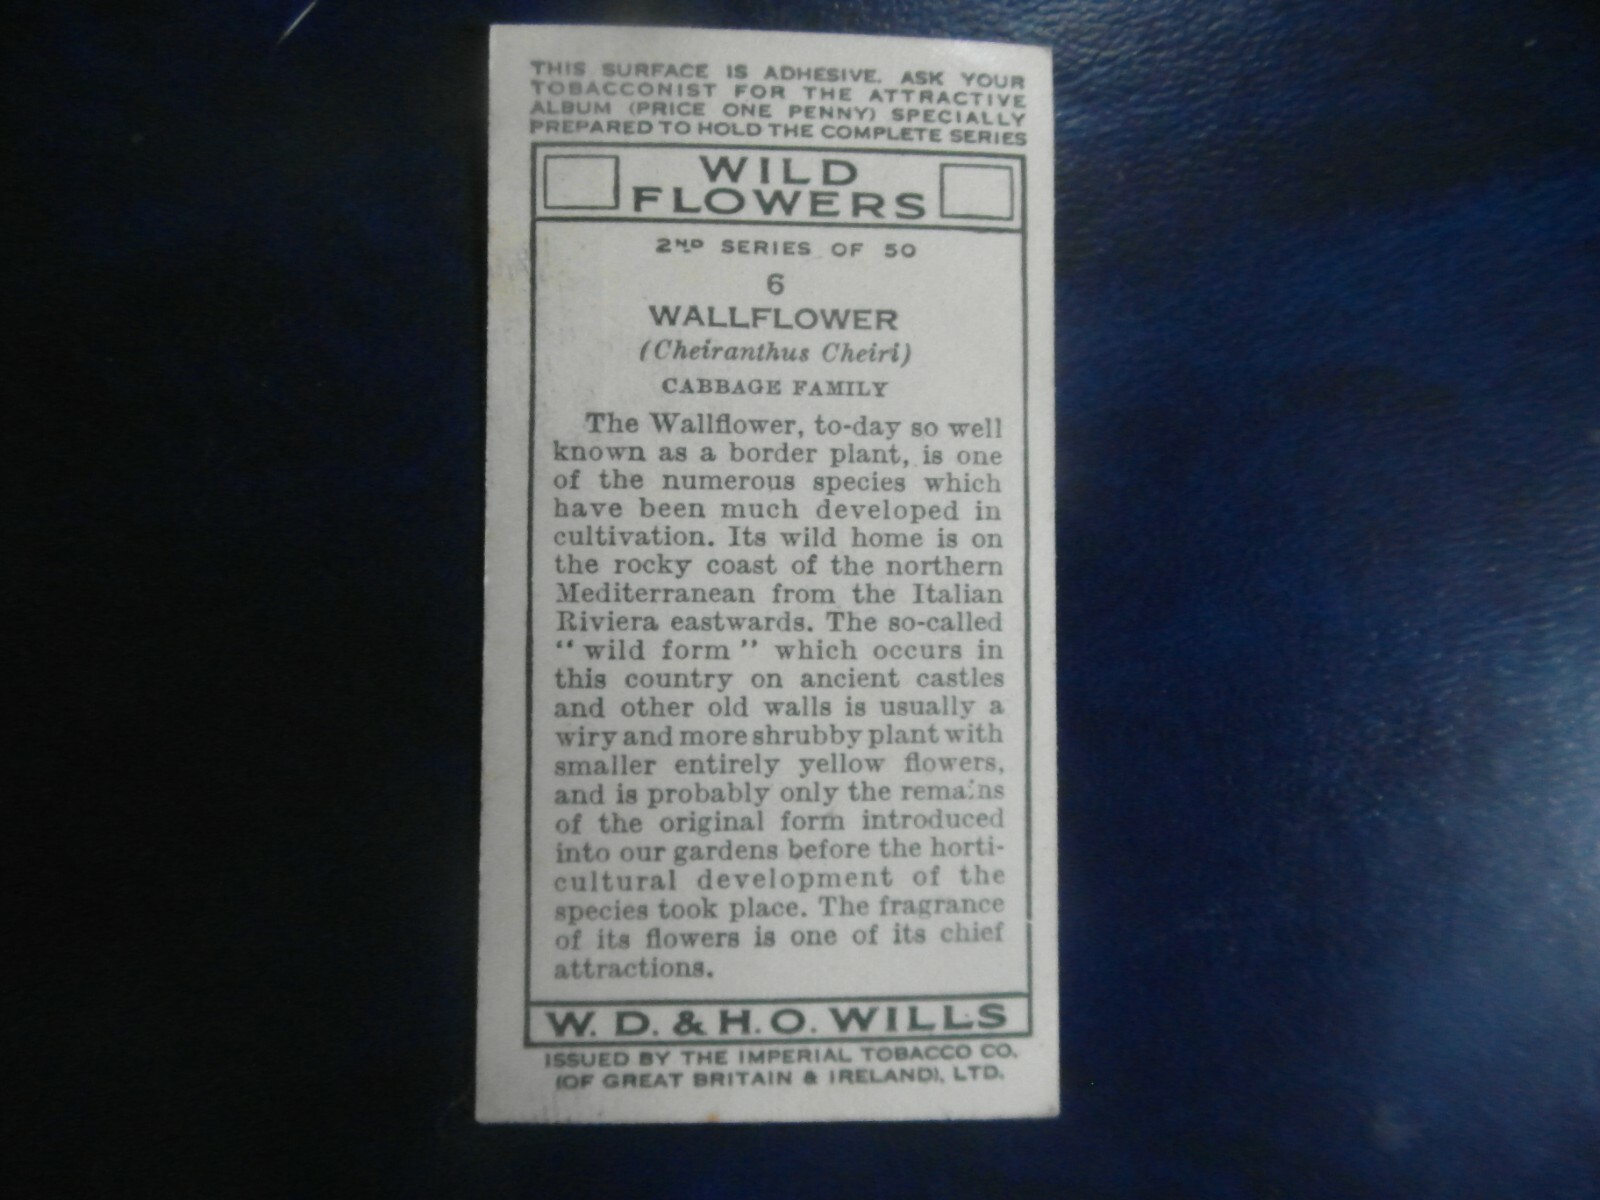 THIS SURFACE IS ADHESIVE. ASK YOUR
TOBACCONIST FOR THE ATTRACTIVE
ALBUM (PRICE ONE PENNY) SPECIALLY
PREPARED TO HOLD THE COMPLETE SERIES
WILD
FLOWERS
2ND SERIES OF 50
6
WALLFLOWER
(Cheiranthus Cheiri)
CABBAGE FAMILY
The Wallflower, to-day so well
known as a border plant, is one
of the numerous species which
have been much developed in
cultivation. Its wild home is on
the rocky coast of the northern
Mediterranean from the Italian
Riviera eastwards. The so-called
“ wild form ” which occurs in
this country on ancient castles
and other old walls is usually a
wiry and more shrubby plant with
smaller entirely yellow flowers,
and is probably only the remains
of the original form introduced
into our gardens before the horti-
cultural development of the
species took place. The fragrance
of its flowers is one of its chief
attractions.
W. D. & H. O. WILLS
ISSUED BY THE IMPERIAL TOBACCO CO.
(OF GREAT BRITAIN & IRELAND), LTD.